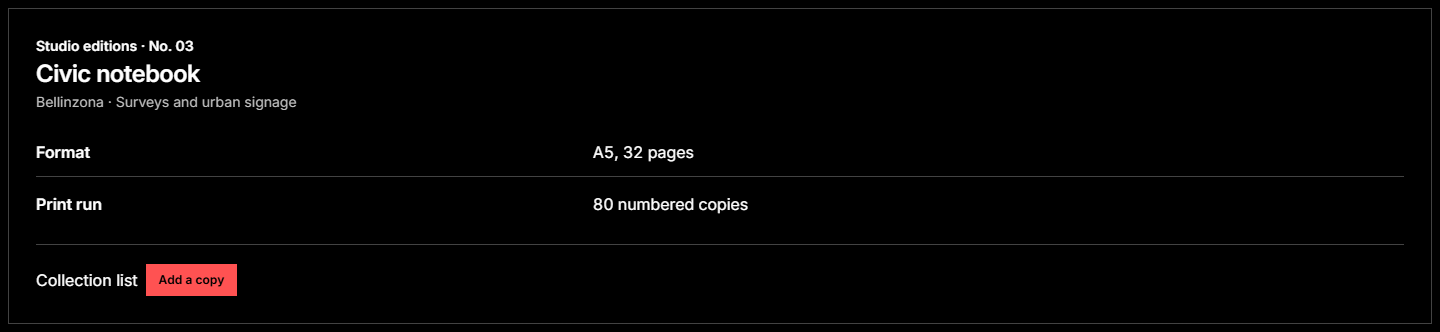 Studio editions · No. 03
Civic notebook
Bellinzona · Surveys and urban signage
Format A5, 32 pages
Print run 80 numbered copies
Collection list Add a copy